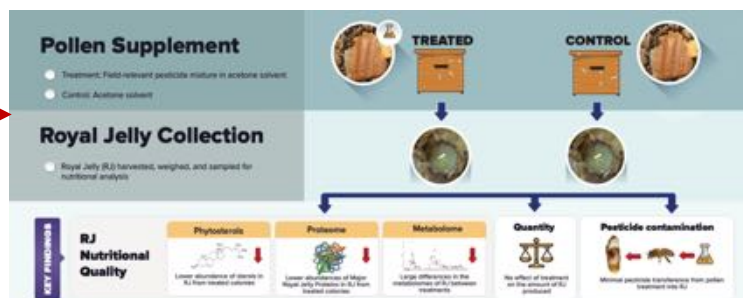 Pollen Supplement
Treatment: Field-relevant pesticide mixture in acetone solvent
Control: Acetone solvent
TREATED
CONTROL
Royal Jelly Collection
Royal Jelly (RJ) harvested, weighed, and sampled for
nutritional analysis
KEY FINDINGS
RJ
Nutritional
Quality
Phytosterols
Lower abundance of sterols in
RJ from treated colonies
Proteome
Lower abundances of Major
Royal Jelly Proteins in RJ from
treated colonies
Metabolome
Large differences in the
metabolomes of RJ between
treatments
Quantity
No effect of treatment
on the amount of RJ
produced
Pesticide contamination
Minimal pesticide transference from pollen
treatment into RJ